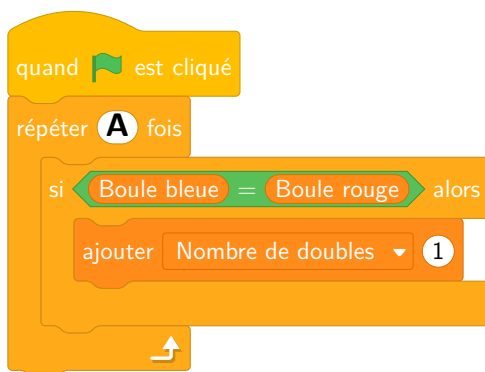 quand est cliqué
répéter A fois
si Boule bleue = Boule rouge alors
ajouter Nombre de doubles 1